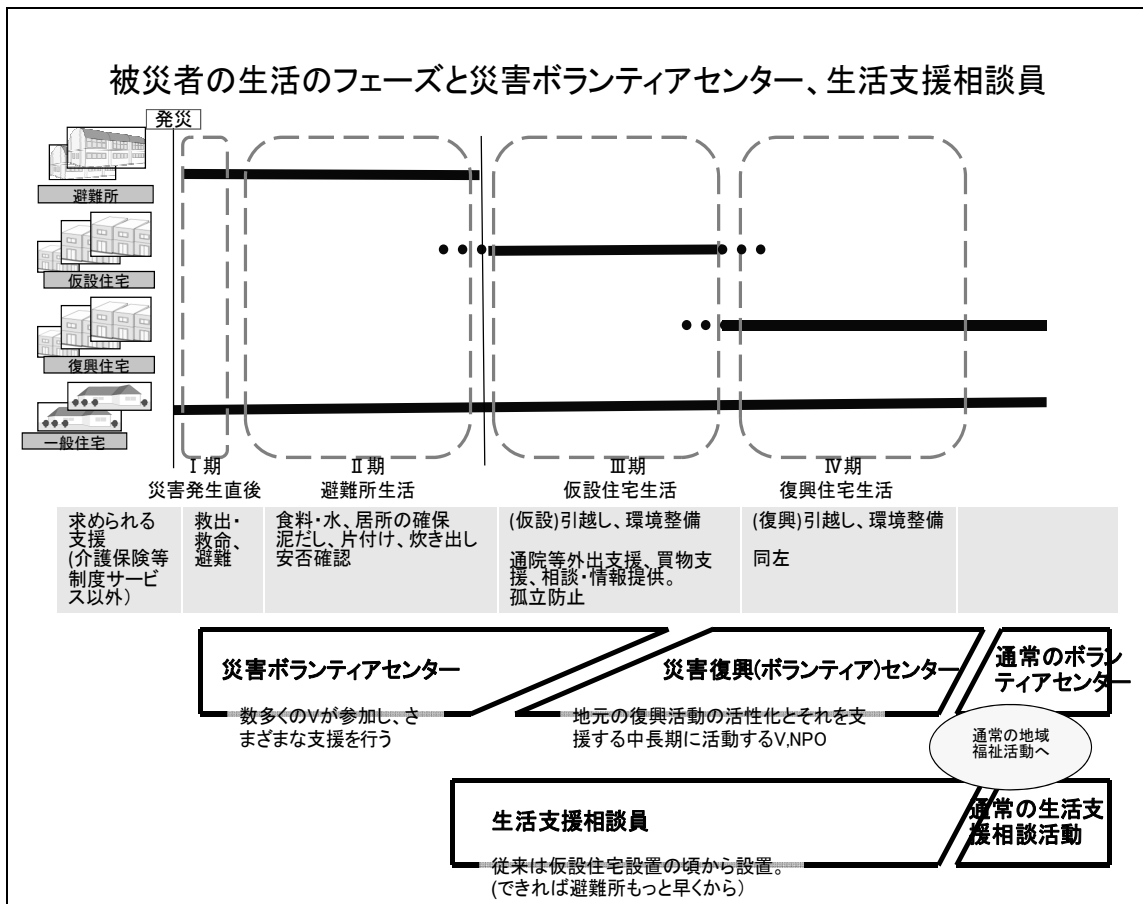 被災者の生活のフェーズと災害ボランティアセンター、生活支援相談員
発災
避難所
仮設住宅
復興住宅
一般住宅
Ⅰ期
災害発生直後
Ⅱ期
避難所生活
Ⅲ期
仮設住宅生活
Ⅳ期
復興住宅生活
求められる
支援
(介護保険等
制度サービ
ス以外)
救出・
救命、
避難
食料・水、居所の確保
泥だし、片付け、炊き出し
安否確認
(仮設)引越し、環境整備
通院等外出支援、買物支
援、相談・情報提供。
孤立防止
(復興)引越し、環境整備
同左
災害ボランティアセンター
数多くのVが参加し、さ
まざまな支援を行う
災害復興(ボランティア)センター
地元の復興活動の活性化とそれを支
援する中長期に活動するV,NPO
通常のボラン
ティアセンター
通常の地域
福祉活動へ
生活支援相談員
従来は仮設住宅設置の頃から設置。
(できれば避難所もっと早くから)
通常の生活支
援相談活動